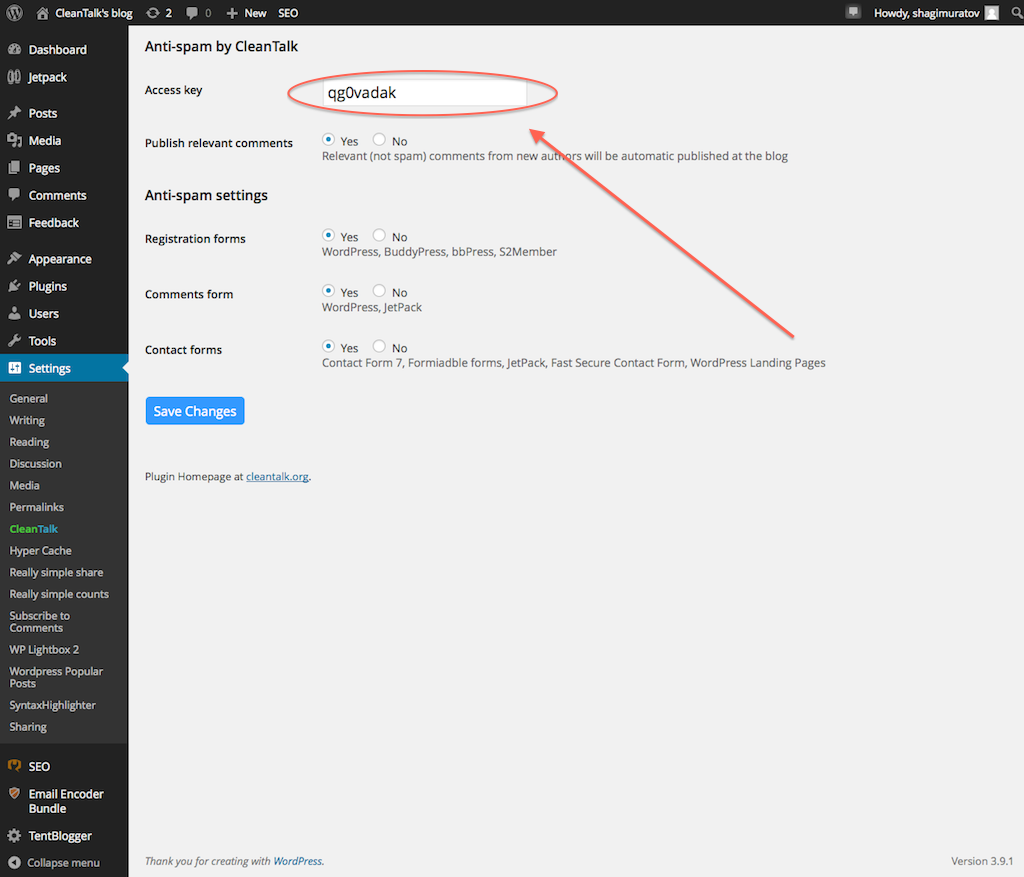 CleanTalk's blog 2 0 New SEO Howdy, shagimuratov
Dashboard
Jetpack
Posts
Media
Pages
Comments
Feedback
Appearance
Plugins
Users
Tools
Settings
General
Writing
Reading
Discussion
Media
Permalinks
CleanTalk
Hyper Cache
Really simple share
Really simple counts
Subscribe to
Comments
WP Lightbox 2
Wordpress Popular
Posts
SyntaxHighlighter
Sharing
SEO
Email Encoder
Bundle
TentBlogger
Collapse menu
Anti-spam by CleanTalk
Access key qg0vadak
Publish relevant comments Yes No
Relevant (not spam) comments from new authors will be automatic published at the blog
Anti-spam settings
Registration forms Yes No
WordPress, BuddyPress, bbPress, S2Member
Comments form Yes No
WordPress, JetPack
Contact forms Yes No
Contact Form 7, Formiadble forms, JetPack, Fast Secure Contact Form, WordPress Landing Pages
Save Changes
Plugin Homepage at cleantalk.org.
Thank you for creating with WordPress. Version 3.9.1